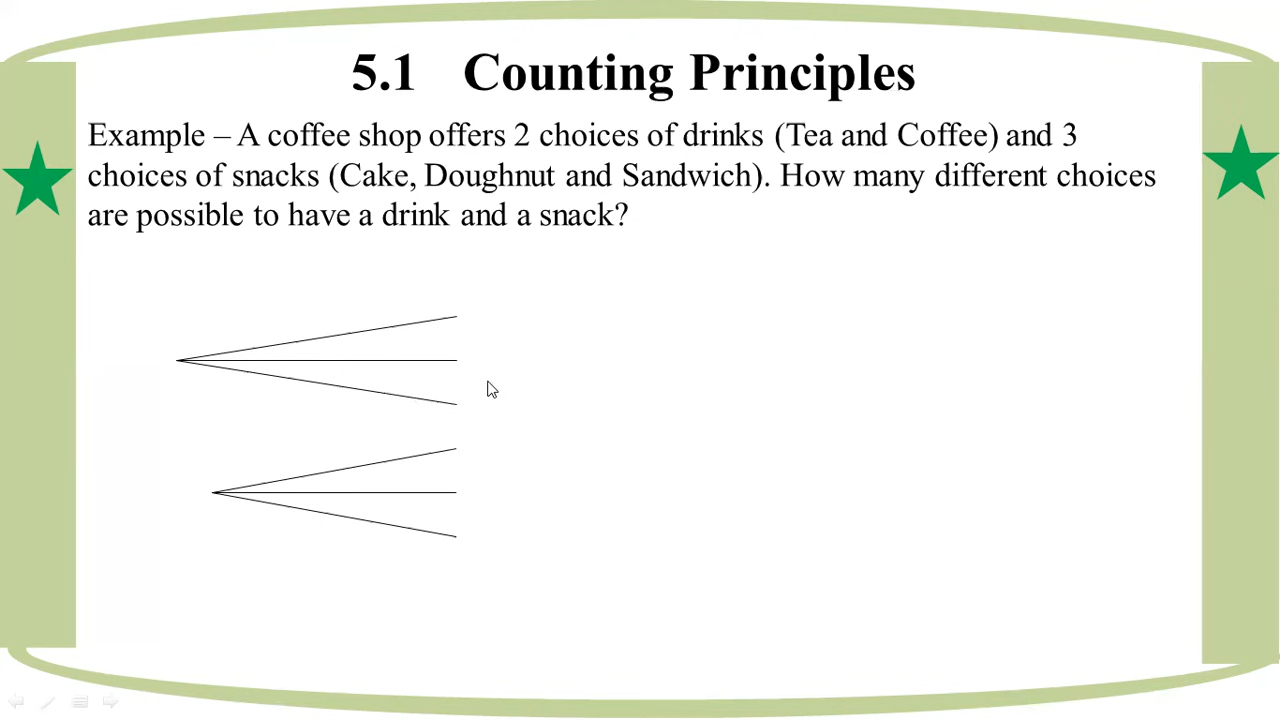 5.1 Counting Principles
Example – A coffee shop offers 2 choices of drinks (Tea and Coffee) and 3
choices of snacks (Cake, Doughnut and Sandwich). How many different choices
are possible to have a drink and a snack?